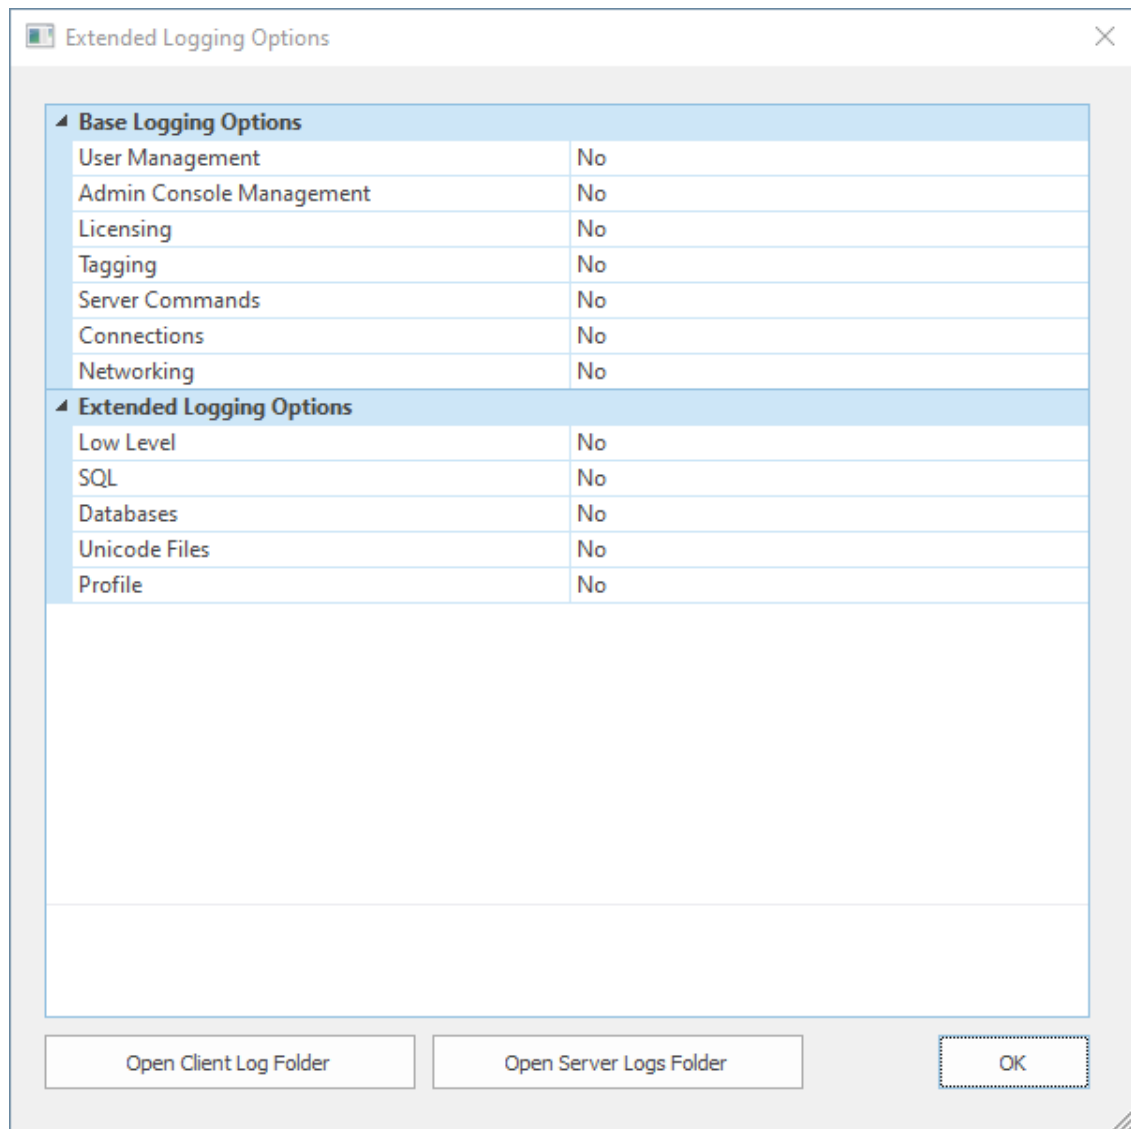 Extended Logging Options
Base Logging Options
User Management No
Admin Console Management No
Licensing No
Tagging No
Server Commands No
Connections No
Networking No
Extended Logging Options
Low Level No
SQL No
Databases No
Unicode Files No
Profile No
Open Client Log Folder Open Server Logs Folder OK